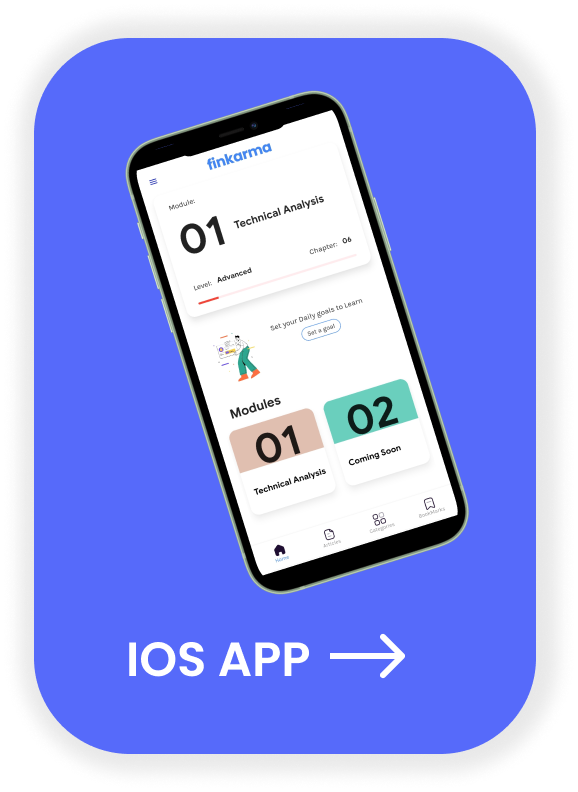 finkarma
Module:
01 Technical Analysis
Level: Advanced
Chapter: 06
Set your Daily goals to Learn
Set a goal
Modules
01
02
Technical Analysis
Coming Soon
Home
Articles
Categories
BookMarks
IOS APP